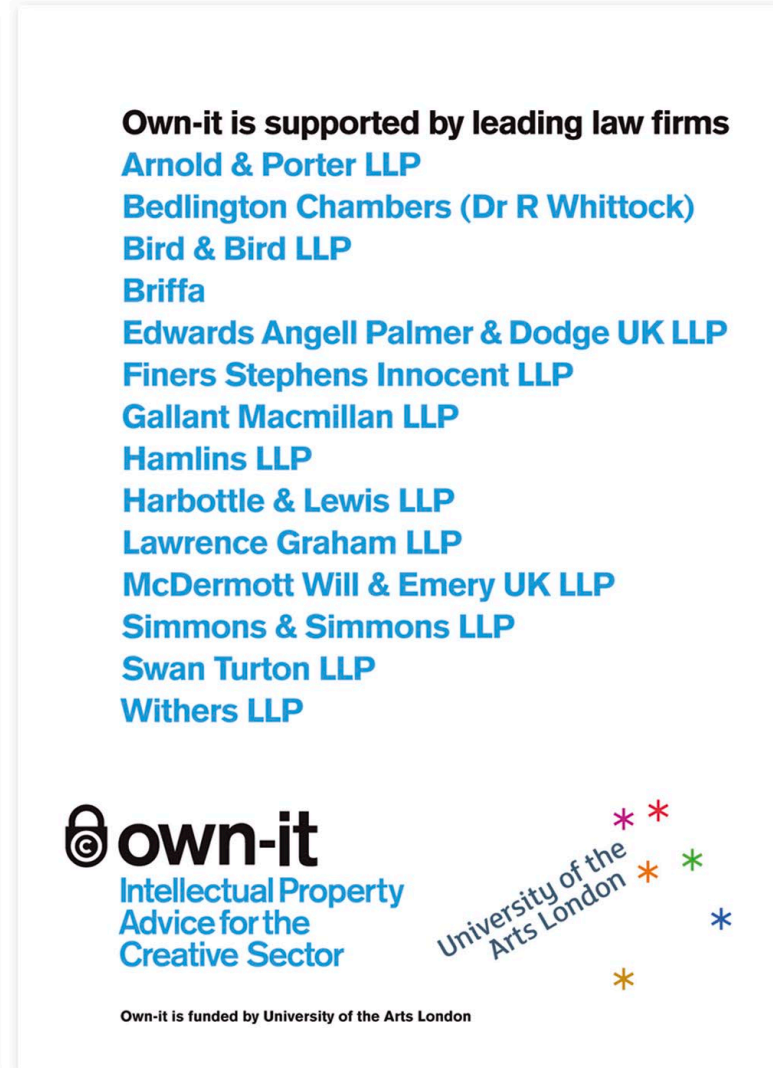 Own-it is supported by leading law firms
Arnold & Porter LLP
Bedlington Chambers (Dr R Whittock)
Bird & Bird LLP
Briffa
Edwards Angell Palmer & Dodge UK LLP
Finers Stephens Innocent LLP
Gallant Macmillan LLP
Hamlins LLP
Harbottle & Lewis LLP
Lawrence Graham LLP
McDermott Will & Emery UK LLP
Simmons & Simmons LLP
Swan Turton LLP
Withers LLP
© own-it
Intellectual Property
Advice for the
Creative Sector
University of the
Arts London
Own-it is funded by University of the Arts London